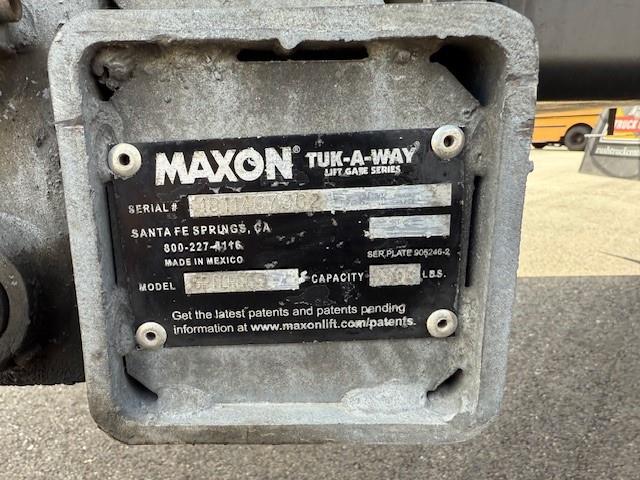 MAXON® TUK-A-WAY®
LIFT GATE SERIES
SERIAL#
SANTA FE SPRINGS, CA
800-227-4116
MADE IN MEXICO
SER PLATE 905246-2
MODEL CAPACITY LBS.
Get the latest patents and patents pending
information at www.maxonlift.com/patents.
TRUCK